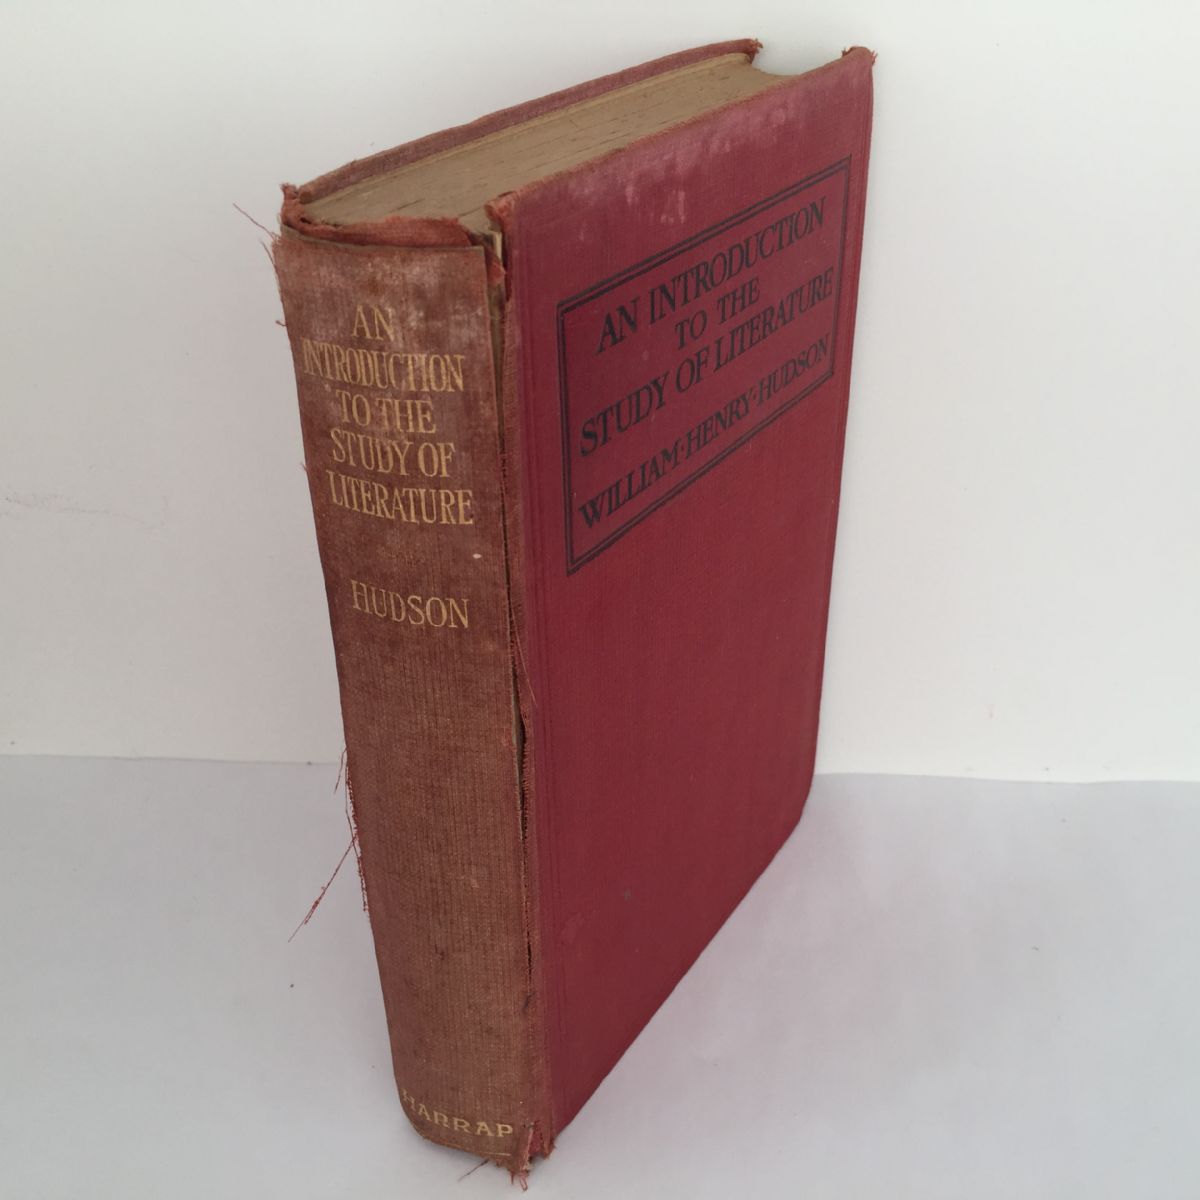 AN
INTRODUCTION
TO THE
STUDY OF
LITERATURE
HUDSON
HARRAP
AN INTRODUCTION
TO THE
STUDY OF LITERATURE
WILLIAM·HENRY·HUDSON